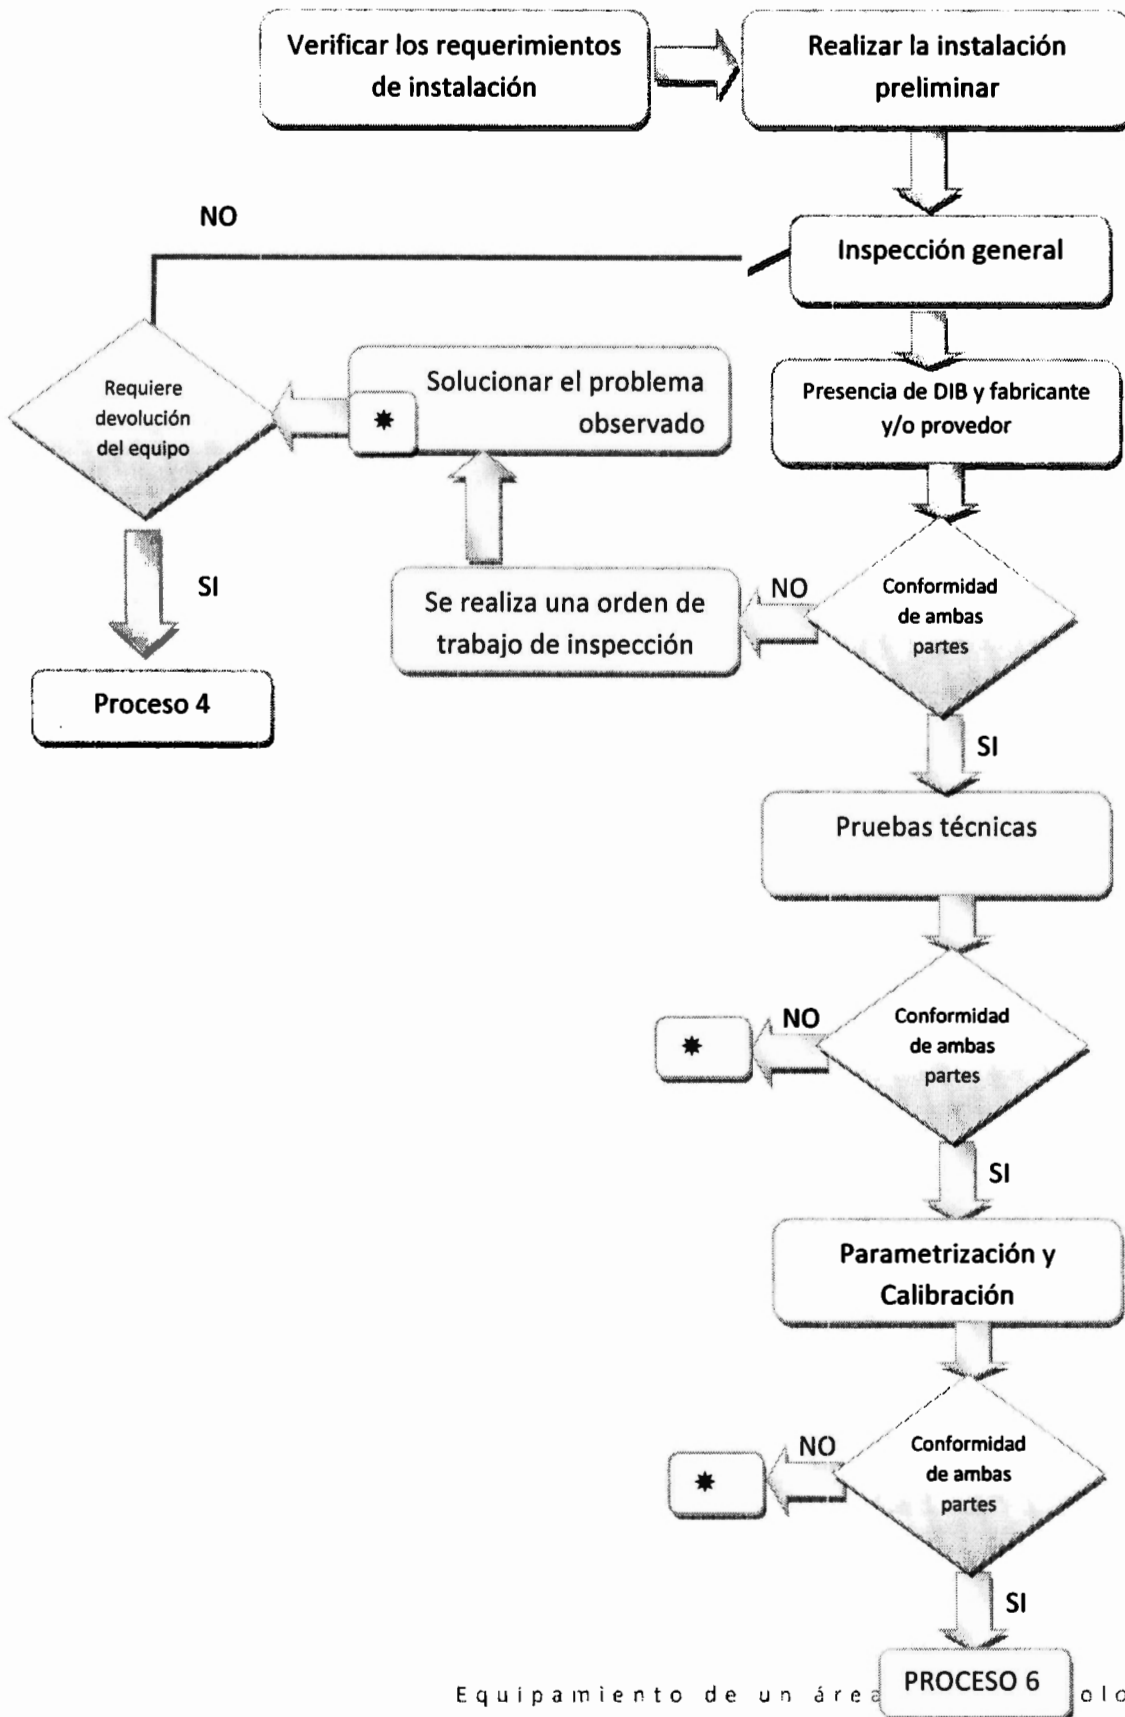 Verificar los requerimientos
de instalación
Realizar la instalación
preliminar
NO
Inspección general
Requiere
devolución
del equipo
Solucionar el problema
observado
✷
Presencia de DIB y fabricante
y/o provedor
SI
Se realiza una orden de
trabajo de inspección
NO
Conformidad
de ambas
partes
Proceso 4
SI
Pruebas técnicas
✷
NO
Conformidad
de ambas
partes
SI
Parametrización y
Calibración
✷
NO
Conformidad
de ambas
partes
SI
PROCESO 6
Equipamiento de un área